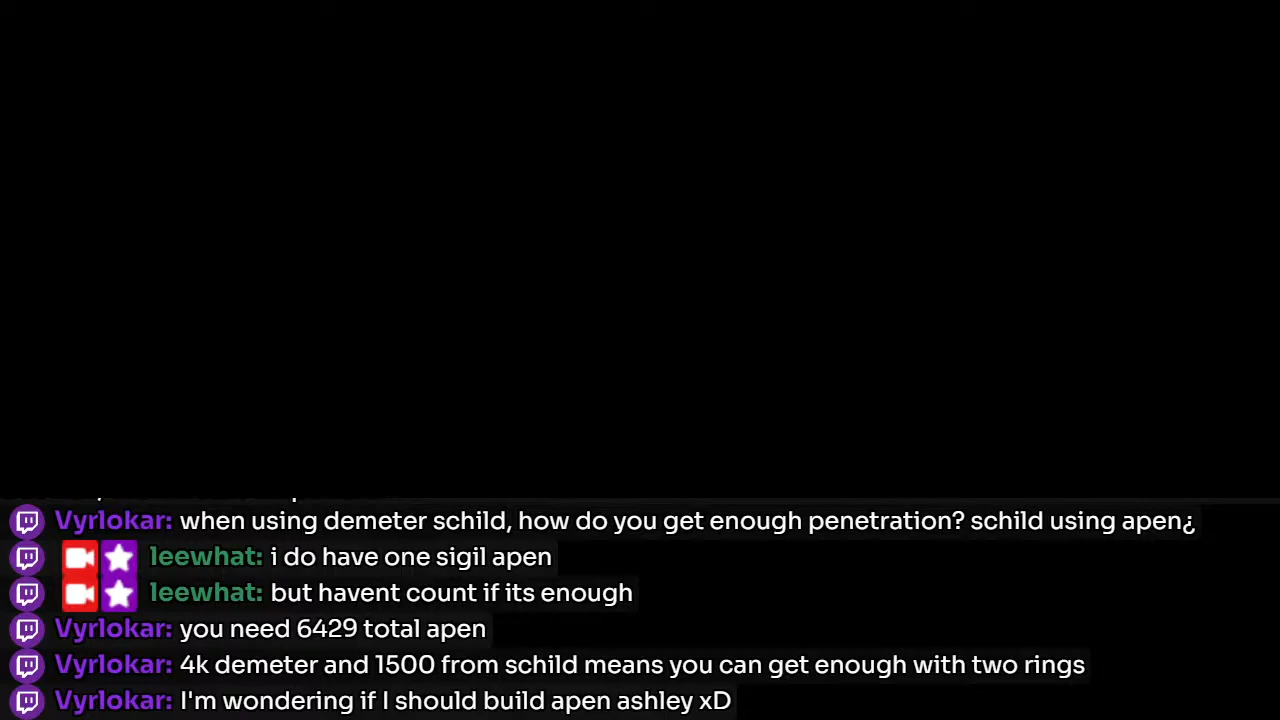 Vyrlokar: when using demeter schild, how do you get enough penetration? schild using apen¿
leewhat: i do have one sigil apen
leewhat: but havent count if its enough
Vyrlokar: you need 6429 total apen
Vyrlokar: 4k demeter and 1500 from schild means you can get enough with two rings
Vyrlokar: I'm wondering if I should build apen ashley xD